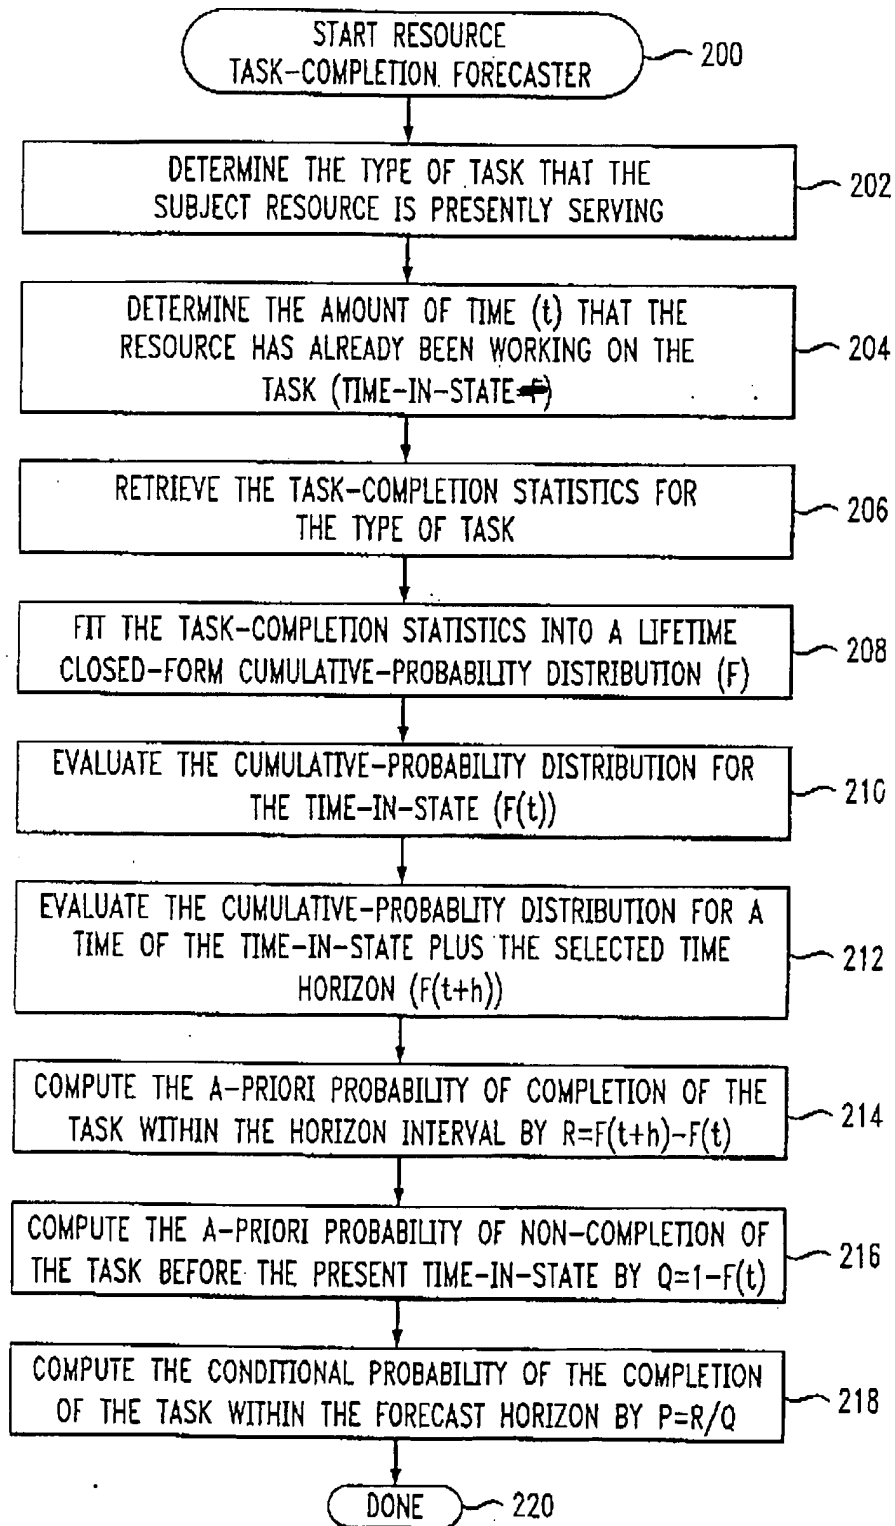 START RESOURCE
TASK-COMPLETION FORECASTER
200
DETERMINE THE TYPE OF TASK THAT THE
SUBJECT RESOURCE IS PRESENTLY SERVING
202
DETERMINE THE AMOUNT OF TIME (t) THAT THE
RESOURCE HAS ALREADY BEEN WORKING ON THE
TASK (TIME-IN-STATE)
204
RETRIEVE THE TASK-COMPLETION STATISTICS FOR
THE TYPE OF TASK
206
FIT THE TASK-COMPLETION STATISTICS INTO A LIFETIME
CLOSED-FORM CUMULATIVE-PROBABILITY DISTRIBUTION (F)
208
EVALUATE THE CUMULATIVE-PROBABILITY DISTRIBUTION FOR
THE TIME-IN-STATE (F(t))
210
EVALUATE THE CUMULATIVE-PROBABLITY DISTRIBUTION FOR A
TIME OF THE TIME-IN-STATE PLUS THE SELECTED TIME
HORIZON (F(t+h))
212
COMPUTE THE A-PRIORI PROBABILITY OF COMPLETION OF THE
TASK WITHIN THE HORIZON INTERVAL BY R=F(t+h)-F(t)
214
COMPUTE THE A-PRIORI PROBABILITY OF NON-COMPLETION OF
THE TASK BEFORE THE PRESENT TIME-IN-STATE BY Q=1-F(t)
216
COMPUTE THE CONDITIONAL PROBABILITY OF THE COMPLETION
OF THE TASK WITHIN THE FORECAST HORIZON BY P=R/Q
218
DONE
220